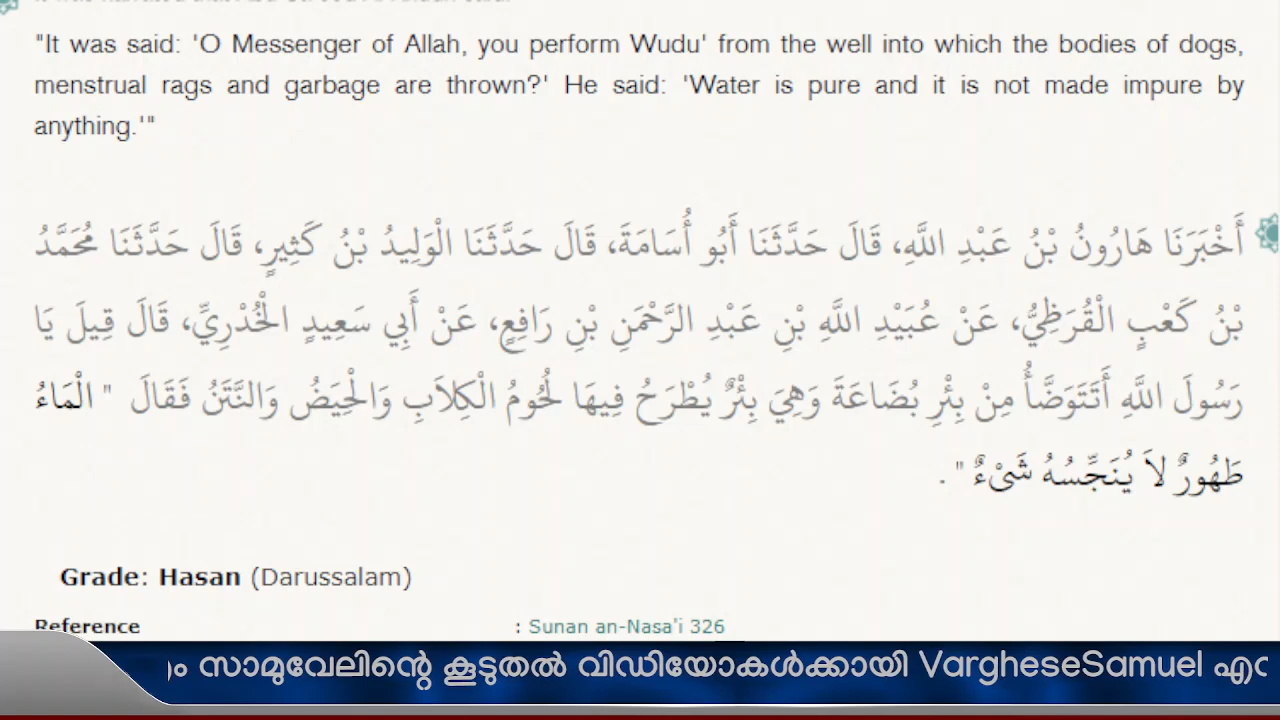 "It was said: 'O Messenger of Allah, you perform Wudu' from the well into which the bodies of dogs,
menstrual rags and garbage are thrown?' He said: 'Water is pure and it is not made impure by
anything.'"
أَخْبَرَنَا هَارُونُ بْنُ عَبْدِ اللَّهِ، قَالَ حَدَّثَنَا أَبُو أُسَامَةَ، قَالَ حَدَّثَنَا الْوَلِيدُ بْنُ كَثِيرٍ، قَالَ حَدَّثَنَا مُحَمَّدُ
بْنُ كَعْبٍ الْقُرَظِيُّ، عَنْ عُبَيْدِ اللَّهِ بْنِ عَبْدِ الرَّحْمَنِ بْنِ رَافِعٍ، عَنْ أَبِي سَعِيدٍ الْخُدْرِيِّ، قَالَ قِيلَ يَا
رَسُولَ اللَّهِ أَتَتَوَضَّأُ مِنْ بِئْرِ بُضَاعَةَ وَهِيَ بِئْرٌ يُطْرَحُ فِيهَا لُحُومُ الْكِلاَبِ وَالْحِيَضُ وَالنَّتَنُ فَقَالَ " الْمَاءُ
طَهُورٌ لاَ يُنَجِّسُهُ شَىْءٌ " .
Grade: Hasan (Darussalam)
Reference : Sunan an-Nasa'i 326
സാമുവേലിന്റെ കൂടുതൽ വിഡിയോകൾക്കായി VargheseSamuel